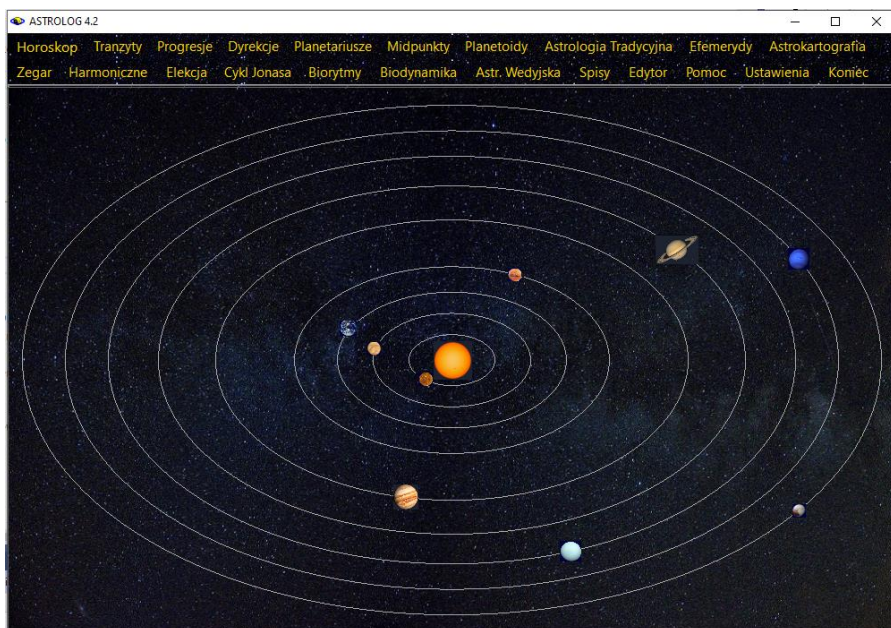 ASTROLOG 4.2
Horoskop Tranzyty Progresje Dyrekcje Planetariusze Midpunkty Planetoidy Astrologia Tradycyjna Efemerydy Astrokartografia
Zegar Harmoniczne Elekcja Cykl Jonasa Biorytmy Biodynamika Astr. Wedyjska Spisy Edytor Pomoc Ustawienia Koniec